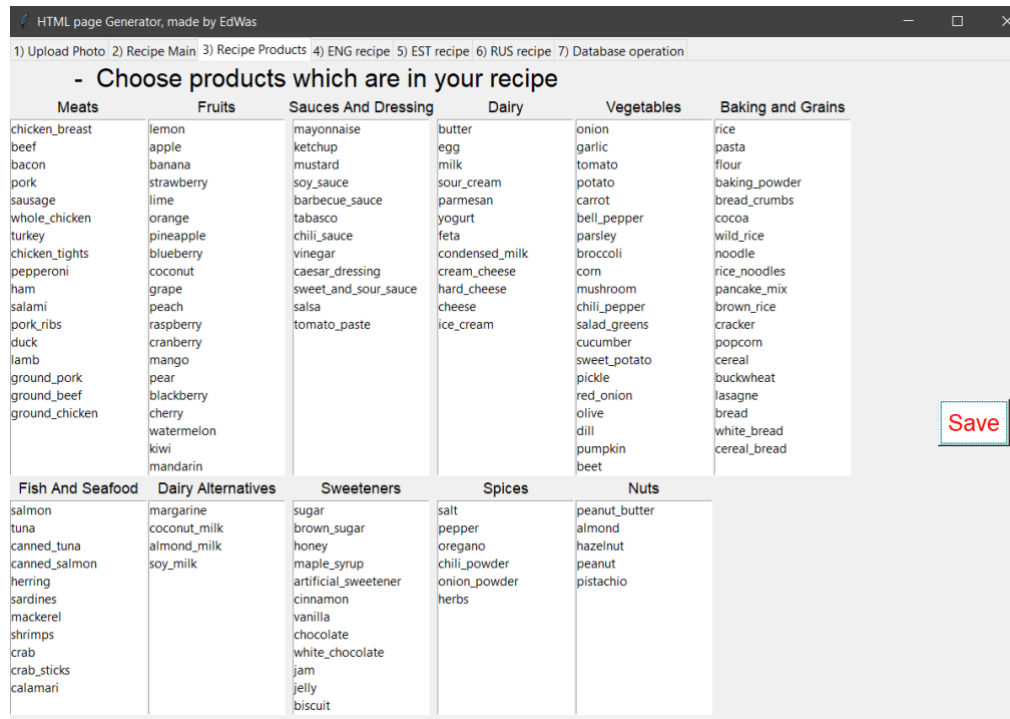 HTML page Generator, made by EdWas
1) Upload Photo 2) Recipe Main 3) Recipe Products 4) ENG recipe 5) EST recipe 6) RUS recipe 7) Database operation
- Choose products which are in your recipe
Meats
chicken_breast
beef
bacon
pork
sausage
whole_chicken
turkey
chicken_tights
pepperoni
ham
salami
pork_ribs
duck
lamb
ground_pork
ground_beef
ground_chicken
Fruits
lemon
apple
banana
strawberry
lime
orange
pineapple
blueberry
coconut
grape
peach
raspberry
cranberry
mango
pear
blackberry
cherry
watermelon
kiwi
mandarin
Sauces And Dressing
mayonnaise
ketchup
mustard
soy_sauce
barbecue_sauce
tabasco
chili_sauce
vinegar
caesar_dressing
sweet_and_sour_sauce
salsa
tomato_paste
Dairy
butter
egg
milk
sour_cream
parmesan
yogurt
feta
condensed_milk
cream_cheese
hard_cheese
cheese
ice_cream
Vegetables
onion
garlic
tomato
potato
carrot
bell_pepper
parsley
broccoli
corn
mushroom
chili_pepper
salad_greens
cucumber
sweet_potato
pickle
red_onion
olive
dill
pumpkin
beet
Baking and Grains
rice
pasta
flour
baking_powder
bread_crumbs
cocoa
wild_rice
noodle
rice_noodles
pancake_mix
brown_rice
cracker
popcorn
cereal
buckwheat
lasagne
bread
white_bread
cereal_bread
Save
Fish And Seafood
salmon
tuna
canned_tuna
canned_salmon
herring
sardines
mackerel
shrimps
crab
crab_sticks
calamari
Dairy Alternatives
margarine
coconut_milk
almond_milk
soy_milk
Sweeteners
sugar
brown_sugar
honey
maple_syrup
artificial_sweetener
cinnamon
vanilla
chocolate
white_chocolate
jam
jelly
biscuit
Spices
salt
pepper
oregano
chili_powder
onion_powder
herbs
Nuts
peanut_butter
almond
hazelnut
peanut
pistachio